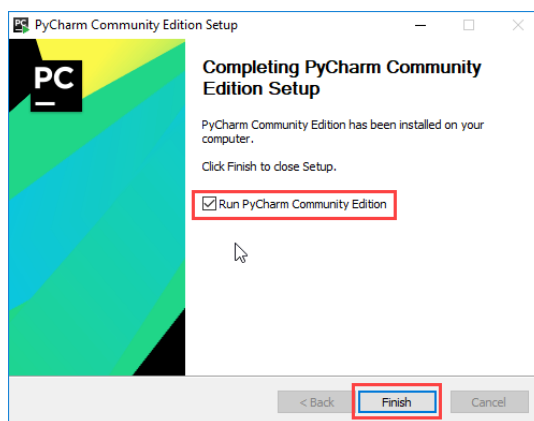 PyCharm Community Edition Setup
PC
Completing PyCharm Community
Edition Setup
PyCharm Community Edition has been installed on your
computer.
Click Finish to close Setup.
Run PyCharm Community Edition
< Back
Finish
Cancel